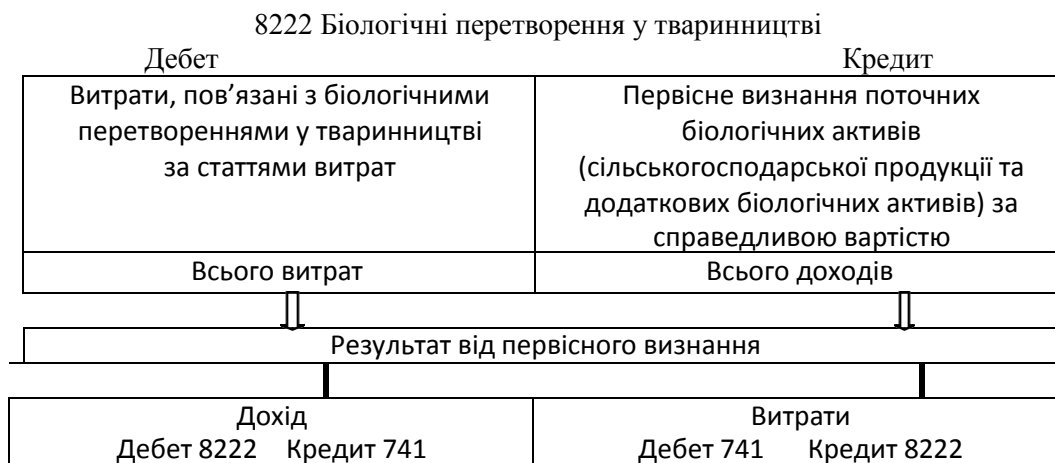 8222 Біологічні перетворення у тваринництві
Дебет Кредит
Витрати, пов’язані з біологічними
перетвореннями у тваринництві
за статтями витрат
Первісне визнання поточних
біологічних активів
(сільськогосподарської продукції та
додаткових біологічних активів) за
справедливою вартістю
Всього витрат
Всього доходів
Результат від первісного визнання
Дохід
Дебет 8222 Кредит 741
Витрати
Дебет 741 Кредит 8222